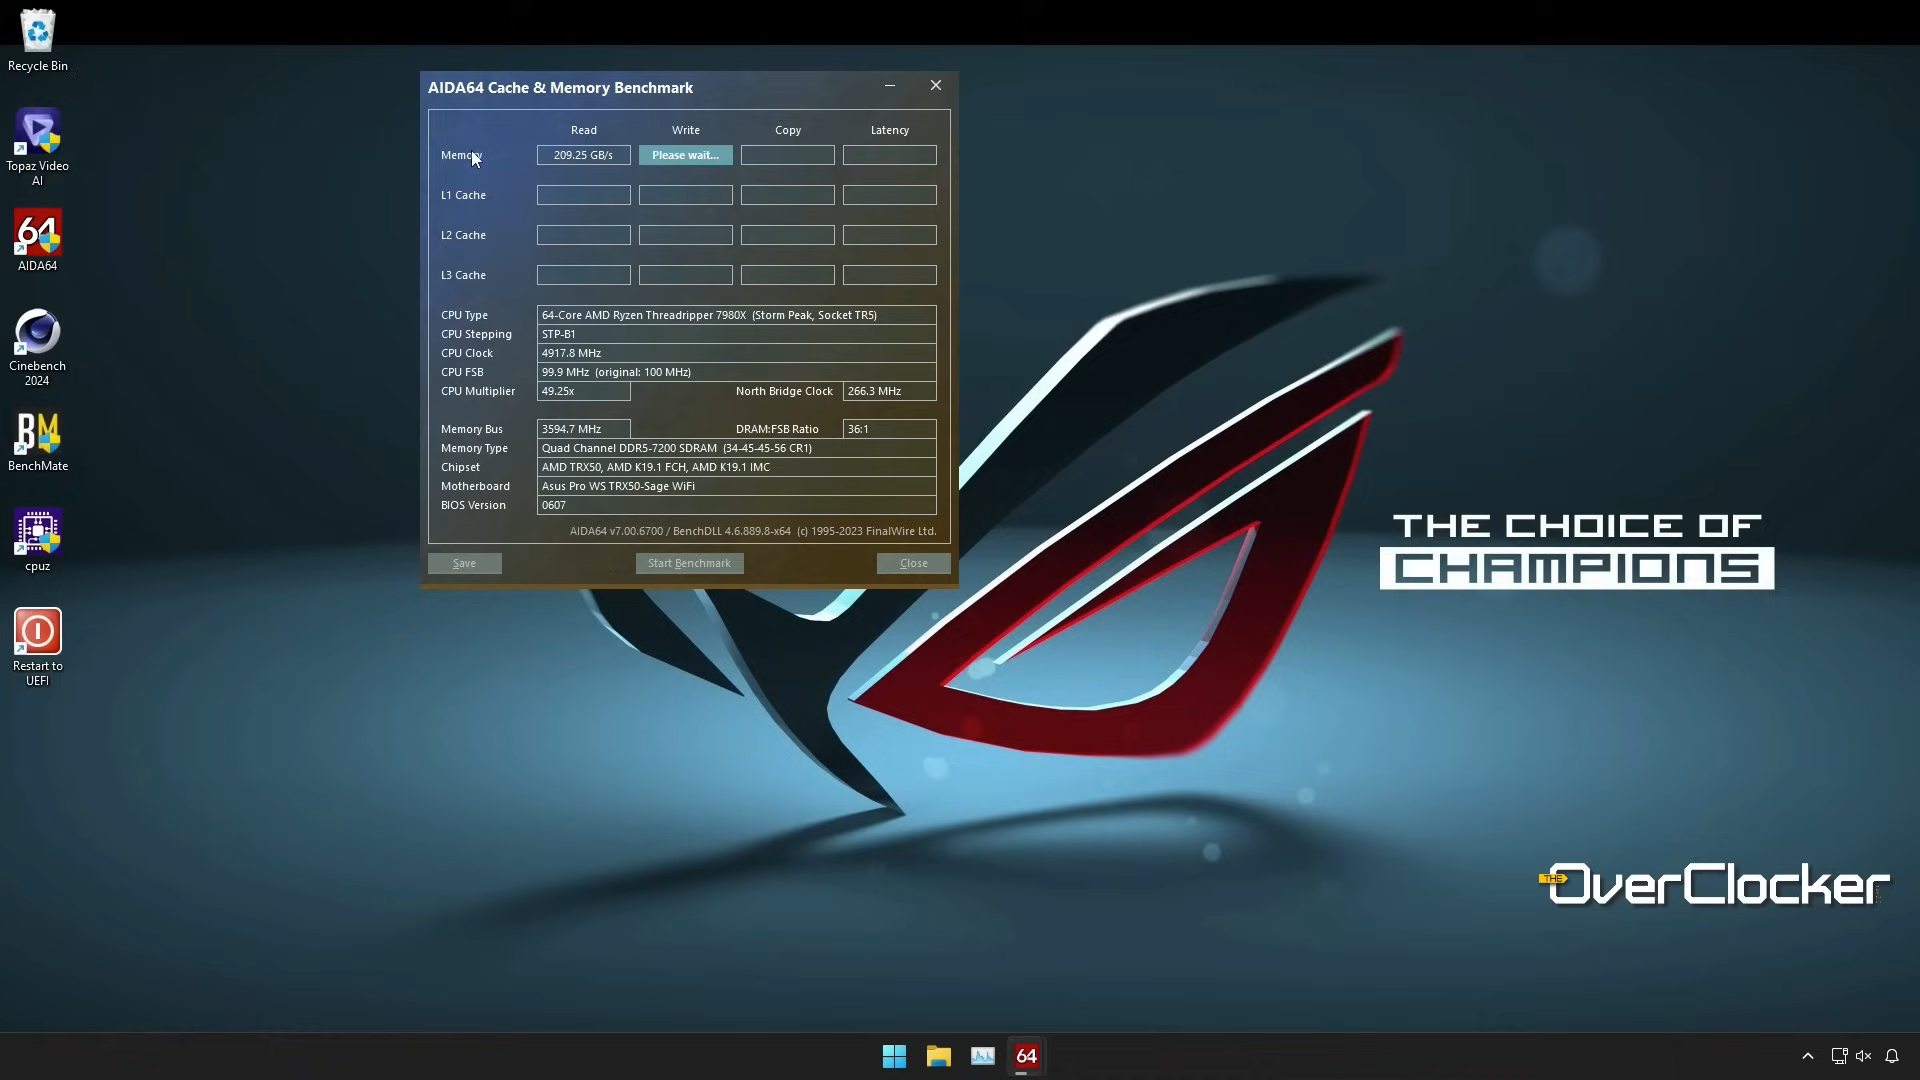 Recycle Bin
Topaz Video
AI
64
AIDA64
Cinebench
2024
BM
BenchMate
cpuz
Restart to
UEFI
AIDA64 Cache & Memory Benchmark
Read Write Copy Latency
Memory 209.25 GB/s Please wait...
L1 Cache
L2 Cache
L3 Cache
CPU Type 64-Core AMD Ryzen Threadripper 7980X (Storm Peak, Socket TR5)
CPU Stepping STP-B1
CPU Clock 4917.8 MHz
CPU FSB 99.9 MHz (original: 100 MHz)
CPU Multiplier 49.25x North Bridge Clock 266.3 MHz
Memory Bus 3594.7 MHz DRAM:FSB Ratio 36:1
Memory Type Quad Channel DDR5-7200 SDRAM (34-45-45-56 CR1)
Chipset AMD TRX50, AMD K19.1 FCH, AMD K19.1 IMC
Motherboard Asus Pro WS TRX50-Sage WiFi
BIOS Version 0607
AIDA64 v7.00.6700 / BenchDLL 4.6.889.8-x64 (c) 1995-2023 FinalWire Ltd.
Save Start Benchmark Close
THE CHOICE OF
CHAMPIONS
THE OverClocker
64